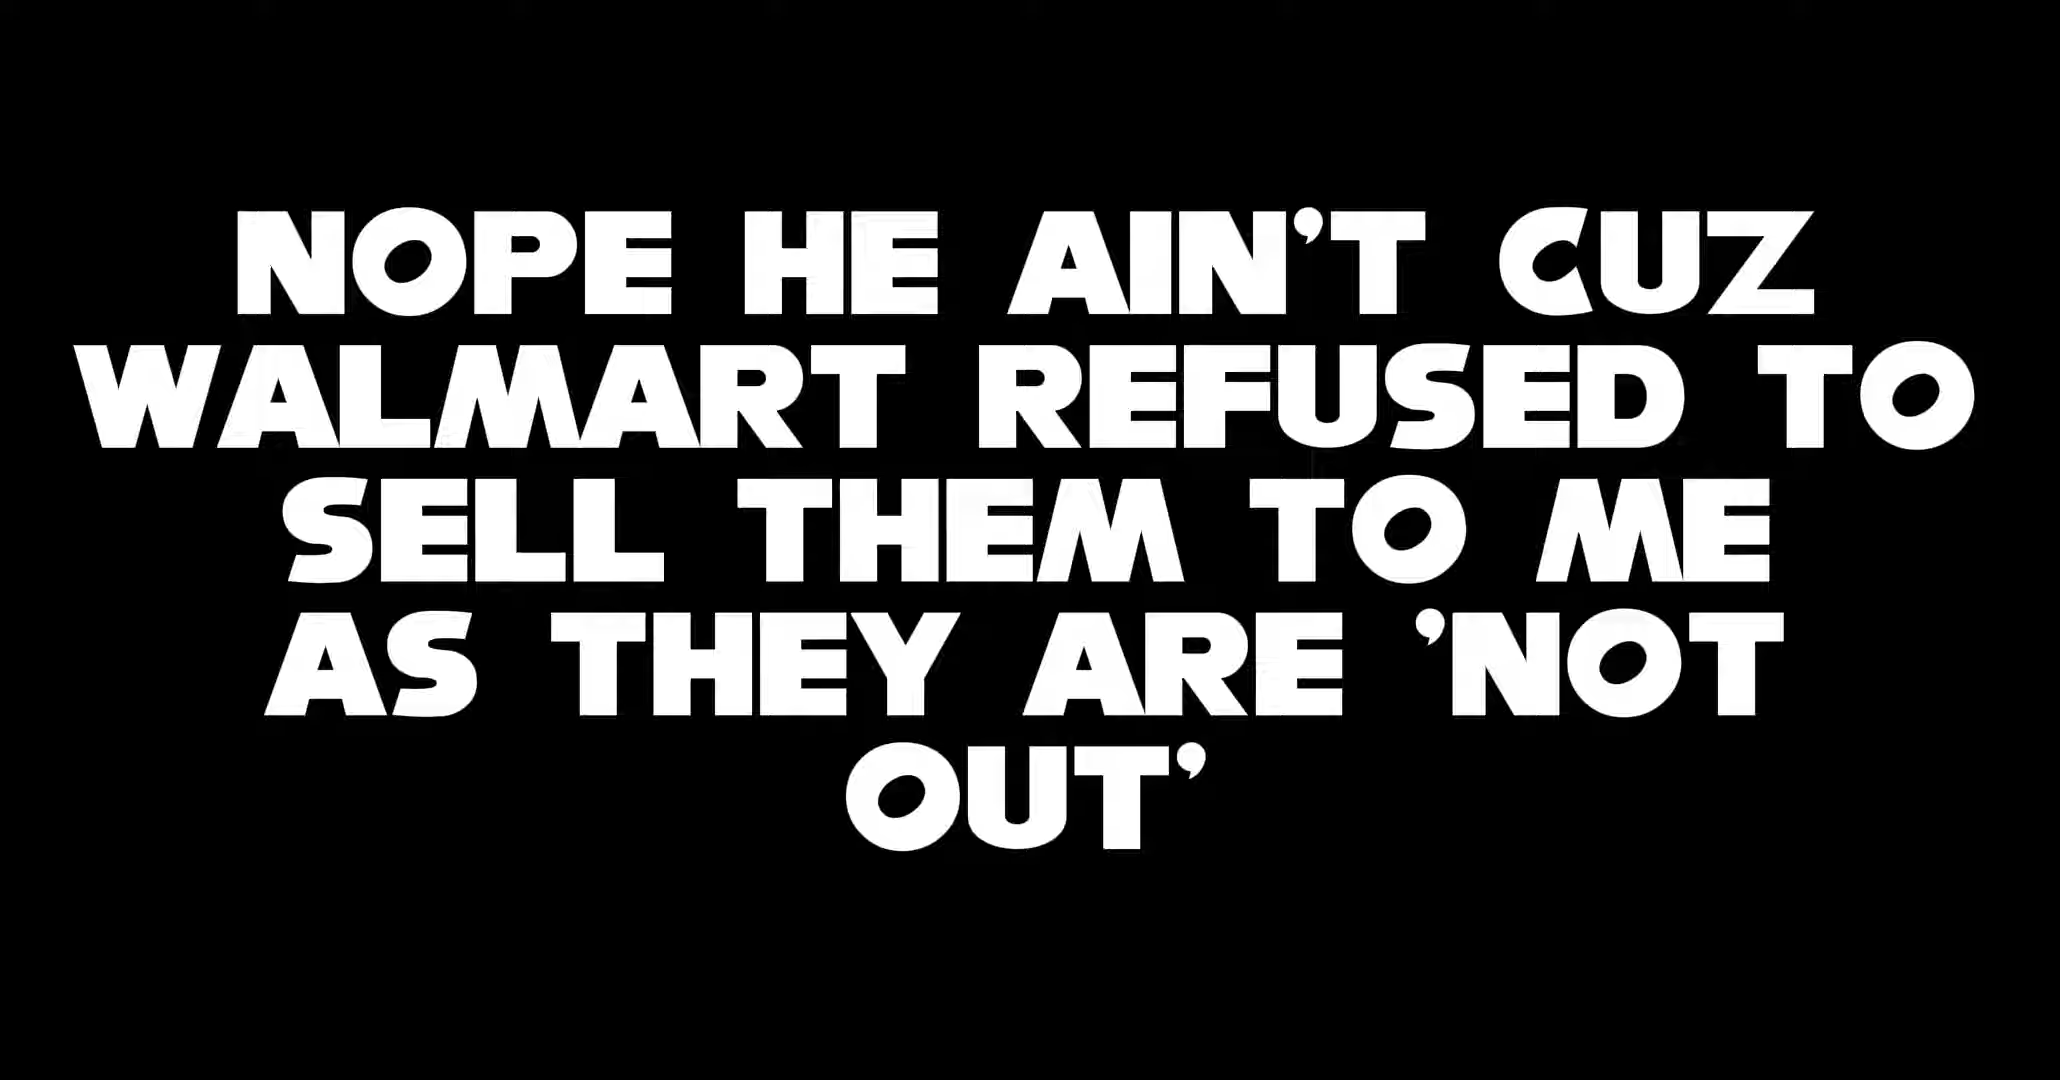 NOPE HE AIN'T CUZ
WALMART REFUSED TO
SELL THEM TO ME
AS THEY ARE 'NOT
OUT'